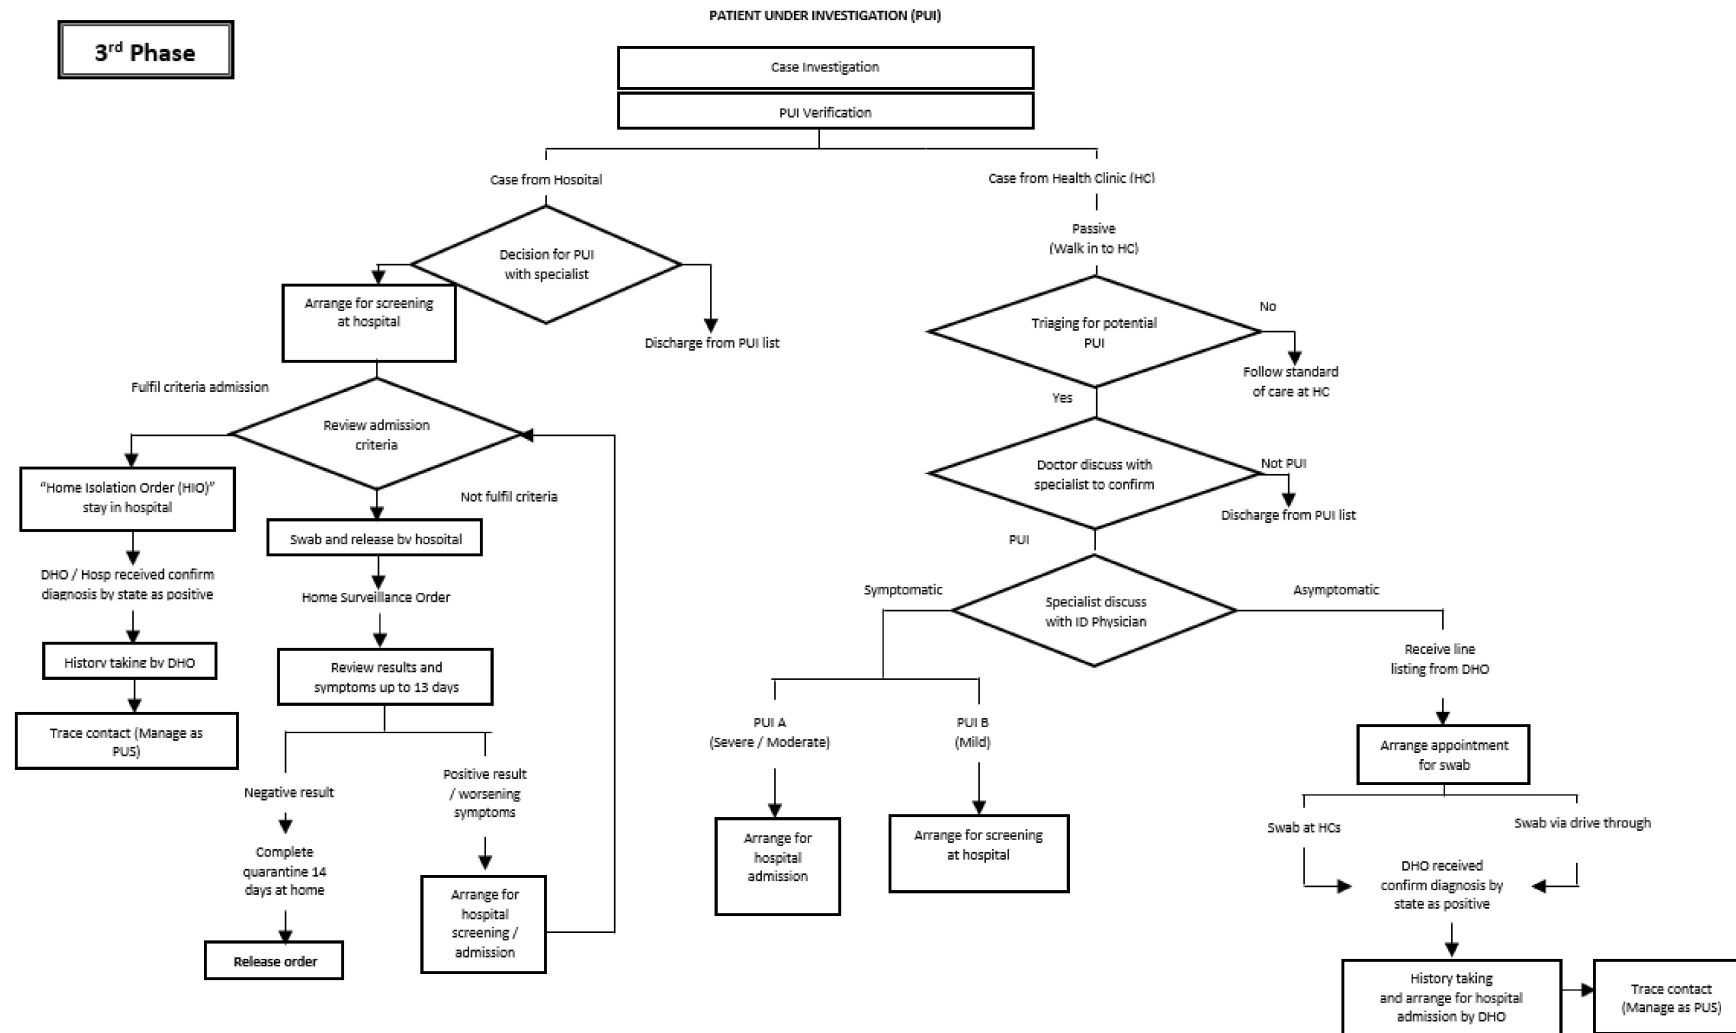 PATIENT UNDER INVESTIGATION (PUI)
3rd Phase
Case Investigation
PUI Verification
Case from Hospital
Case from Health Clinic (HC)
Passive
(Walk in to HC)
Decision for PUI
with specialist
Arrange for screening
at hospital
Discharge from PUI list
Triaging for potential
PUI
No
Follow standard
of care at HC
Yes
Fulfil criteria admission
Review admission
criteria
Not fulfil criteria
Doctor discuss with
specialist to confirm
Not PUI
Discharge from PUI list
PUI
"Home Isolation Order (HIO)"
stay in hospital
Swab and release by hospital
DHO / Hosp received confirm
diagnosis by state as positive
Home Surveillance Order
Symptomatic
Specialist discuss
with ID Physician
Asymptomatic
History taking by DHO
Review results and
symptoms up to 13 days
Receive line
listing from DHO
Trace contact (Manage as
PUS)
PUI A
(Severe / Moderate)
PUI B
(Mild)
Arrange appointment
for swab
Negative result
Positive result
/ worsening
symptoms
Swab at HCs
Swab via drive through
Arrange for
hospital
admission
Arrange for screening
at hospital
Complete
quarantine 14
days at home
Arrange for
hospital
screening /
admission
DHO received
confirm diagnosis by
state as positive
Release order
History taking
and arrange for hospital
admission by DHO
Trace contact
(Manage as PUS)